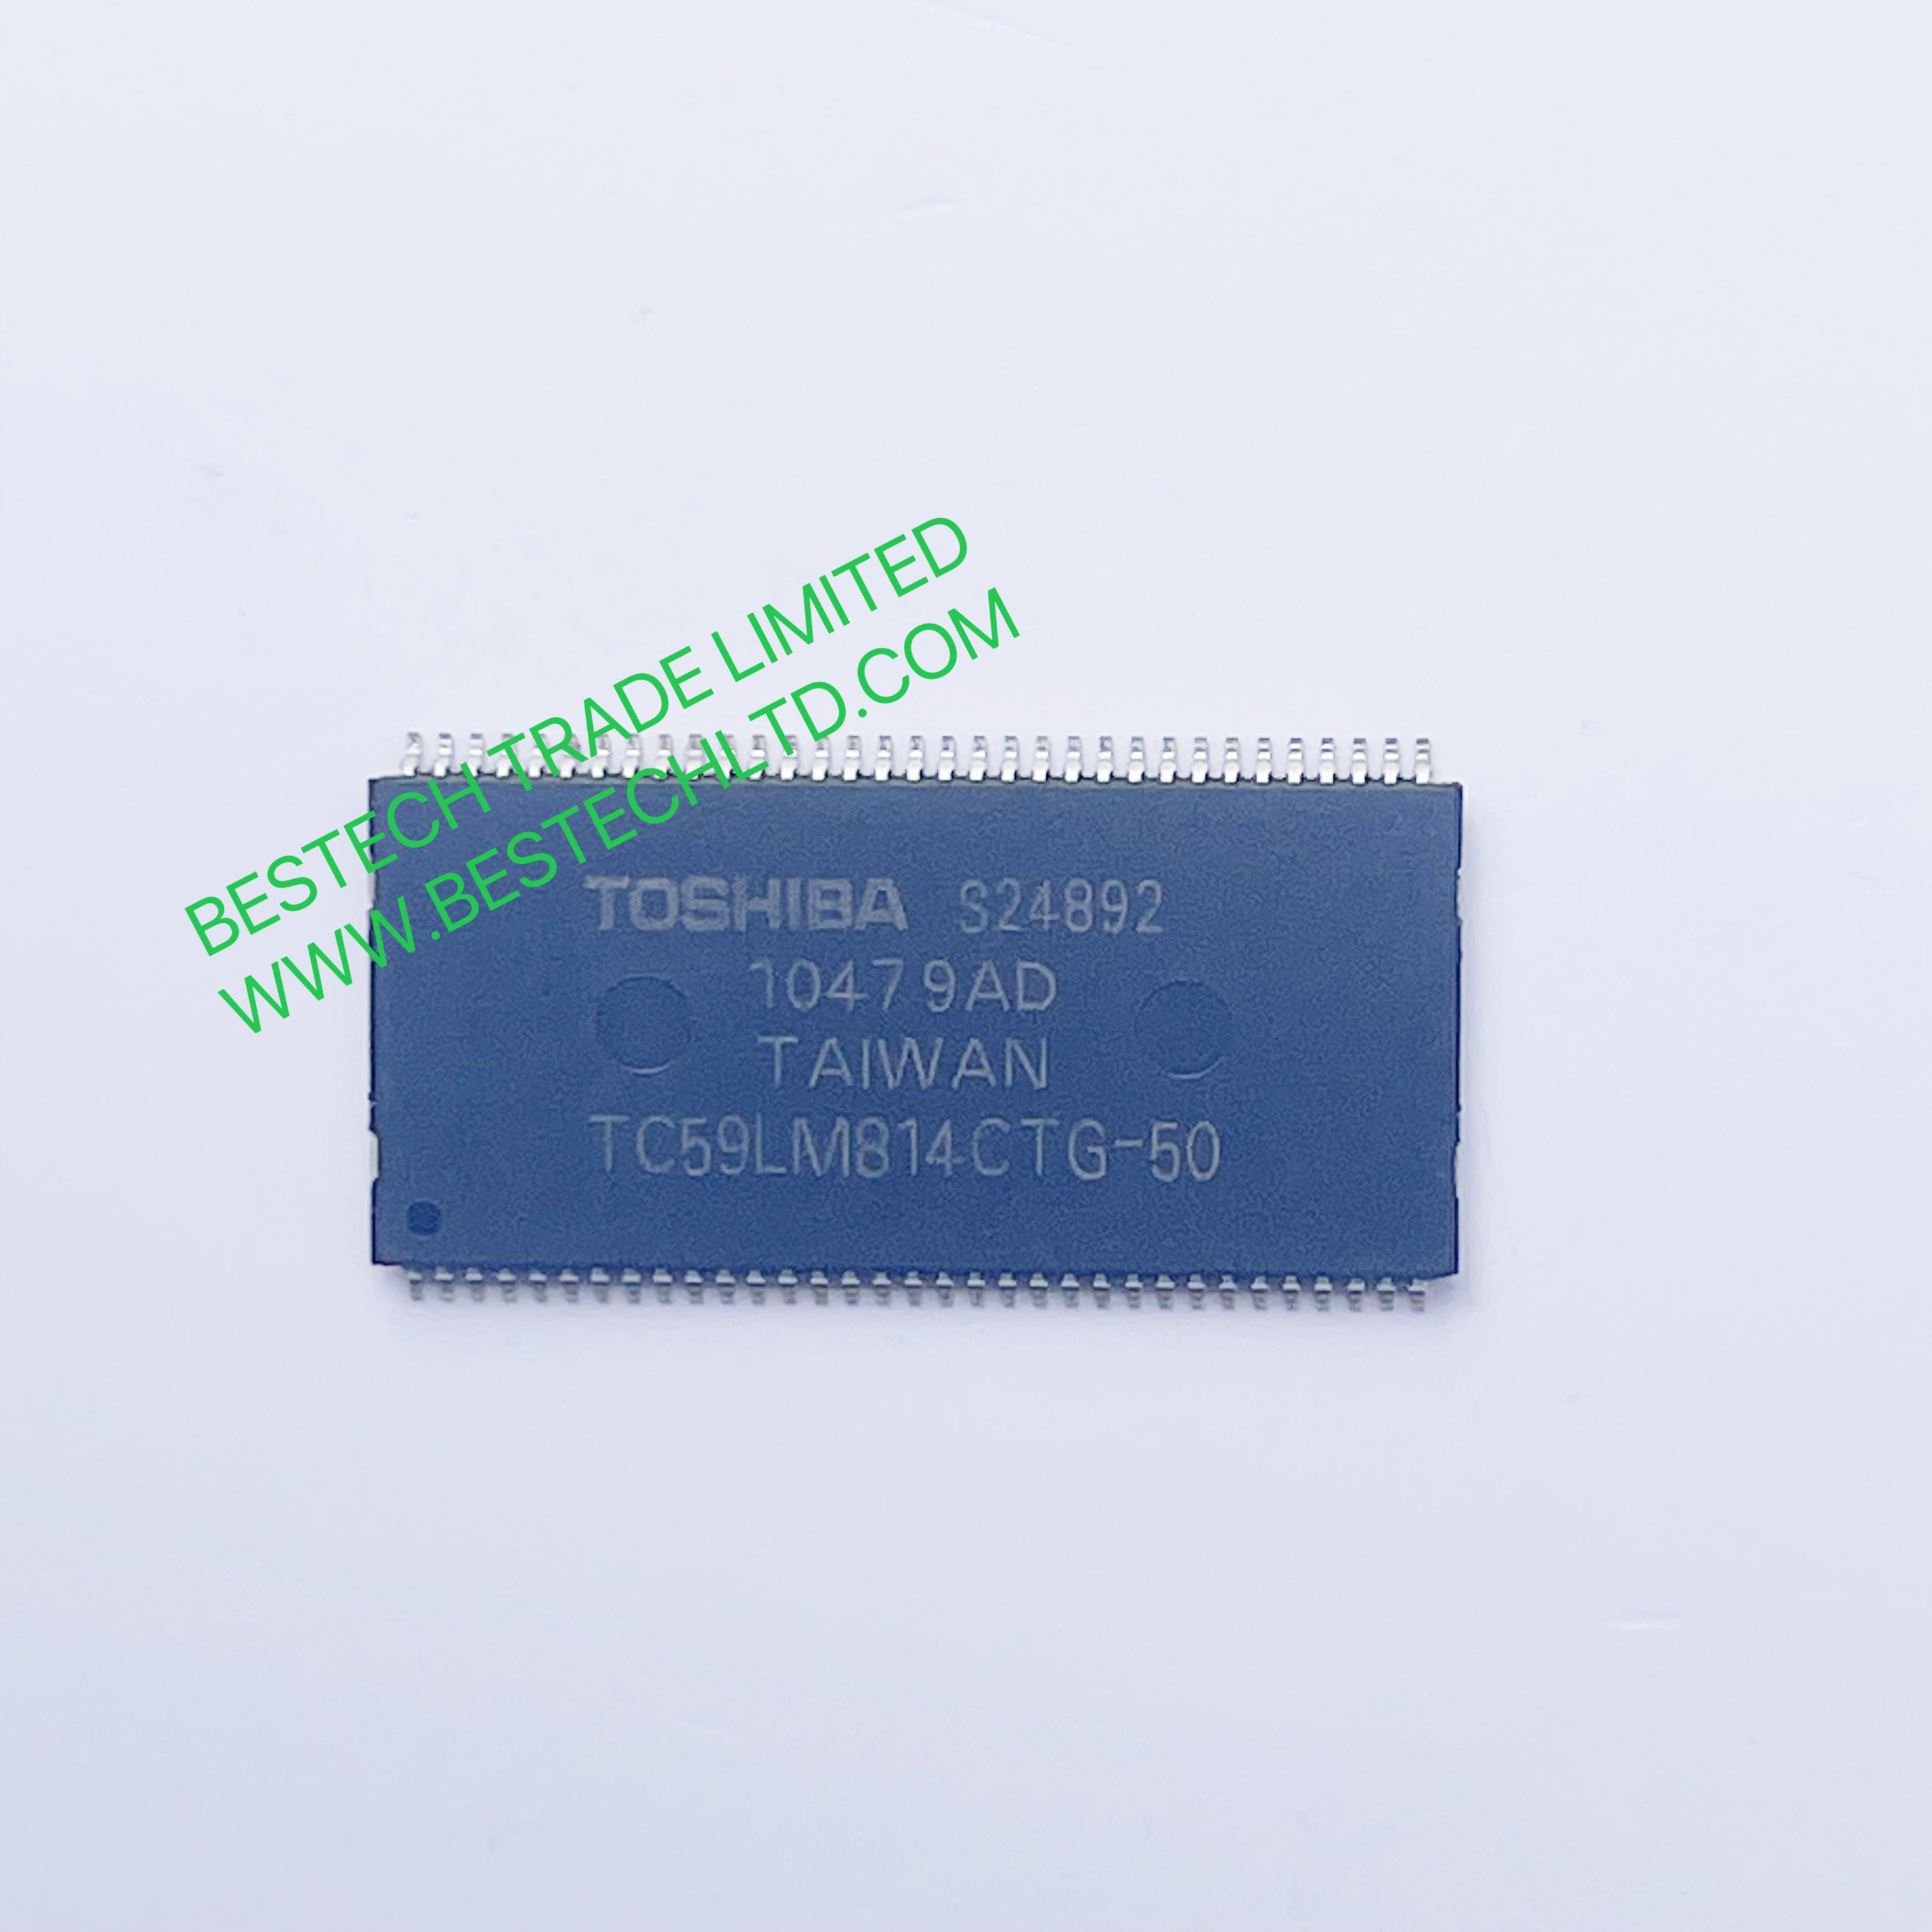 BESTECH TRADE LIMITED
WWW.BESTECHLTD.COM
TOSHIBA S24892
10479AD
TAIWAN
TC59LM814CTG-50